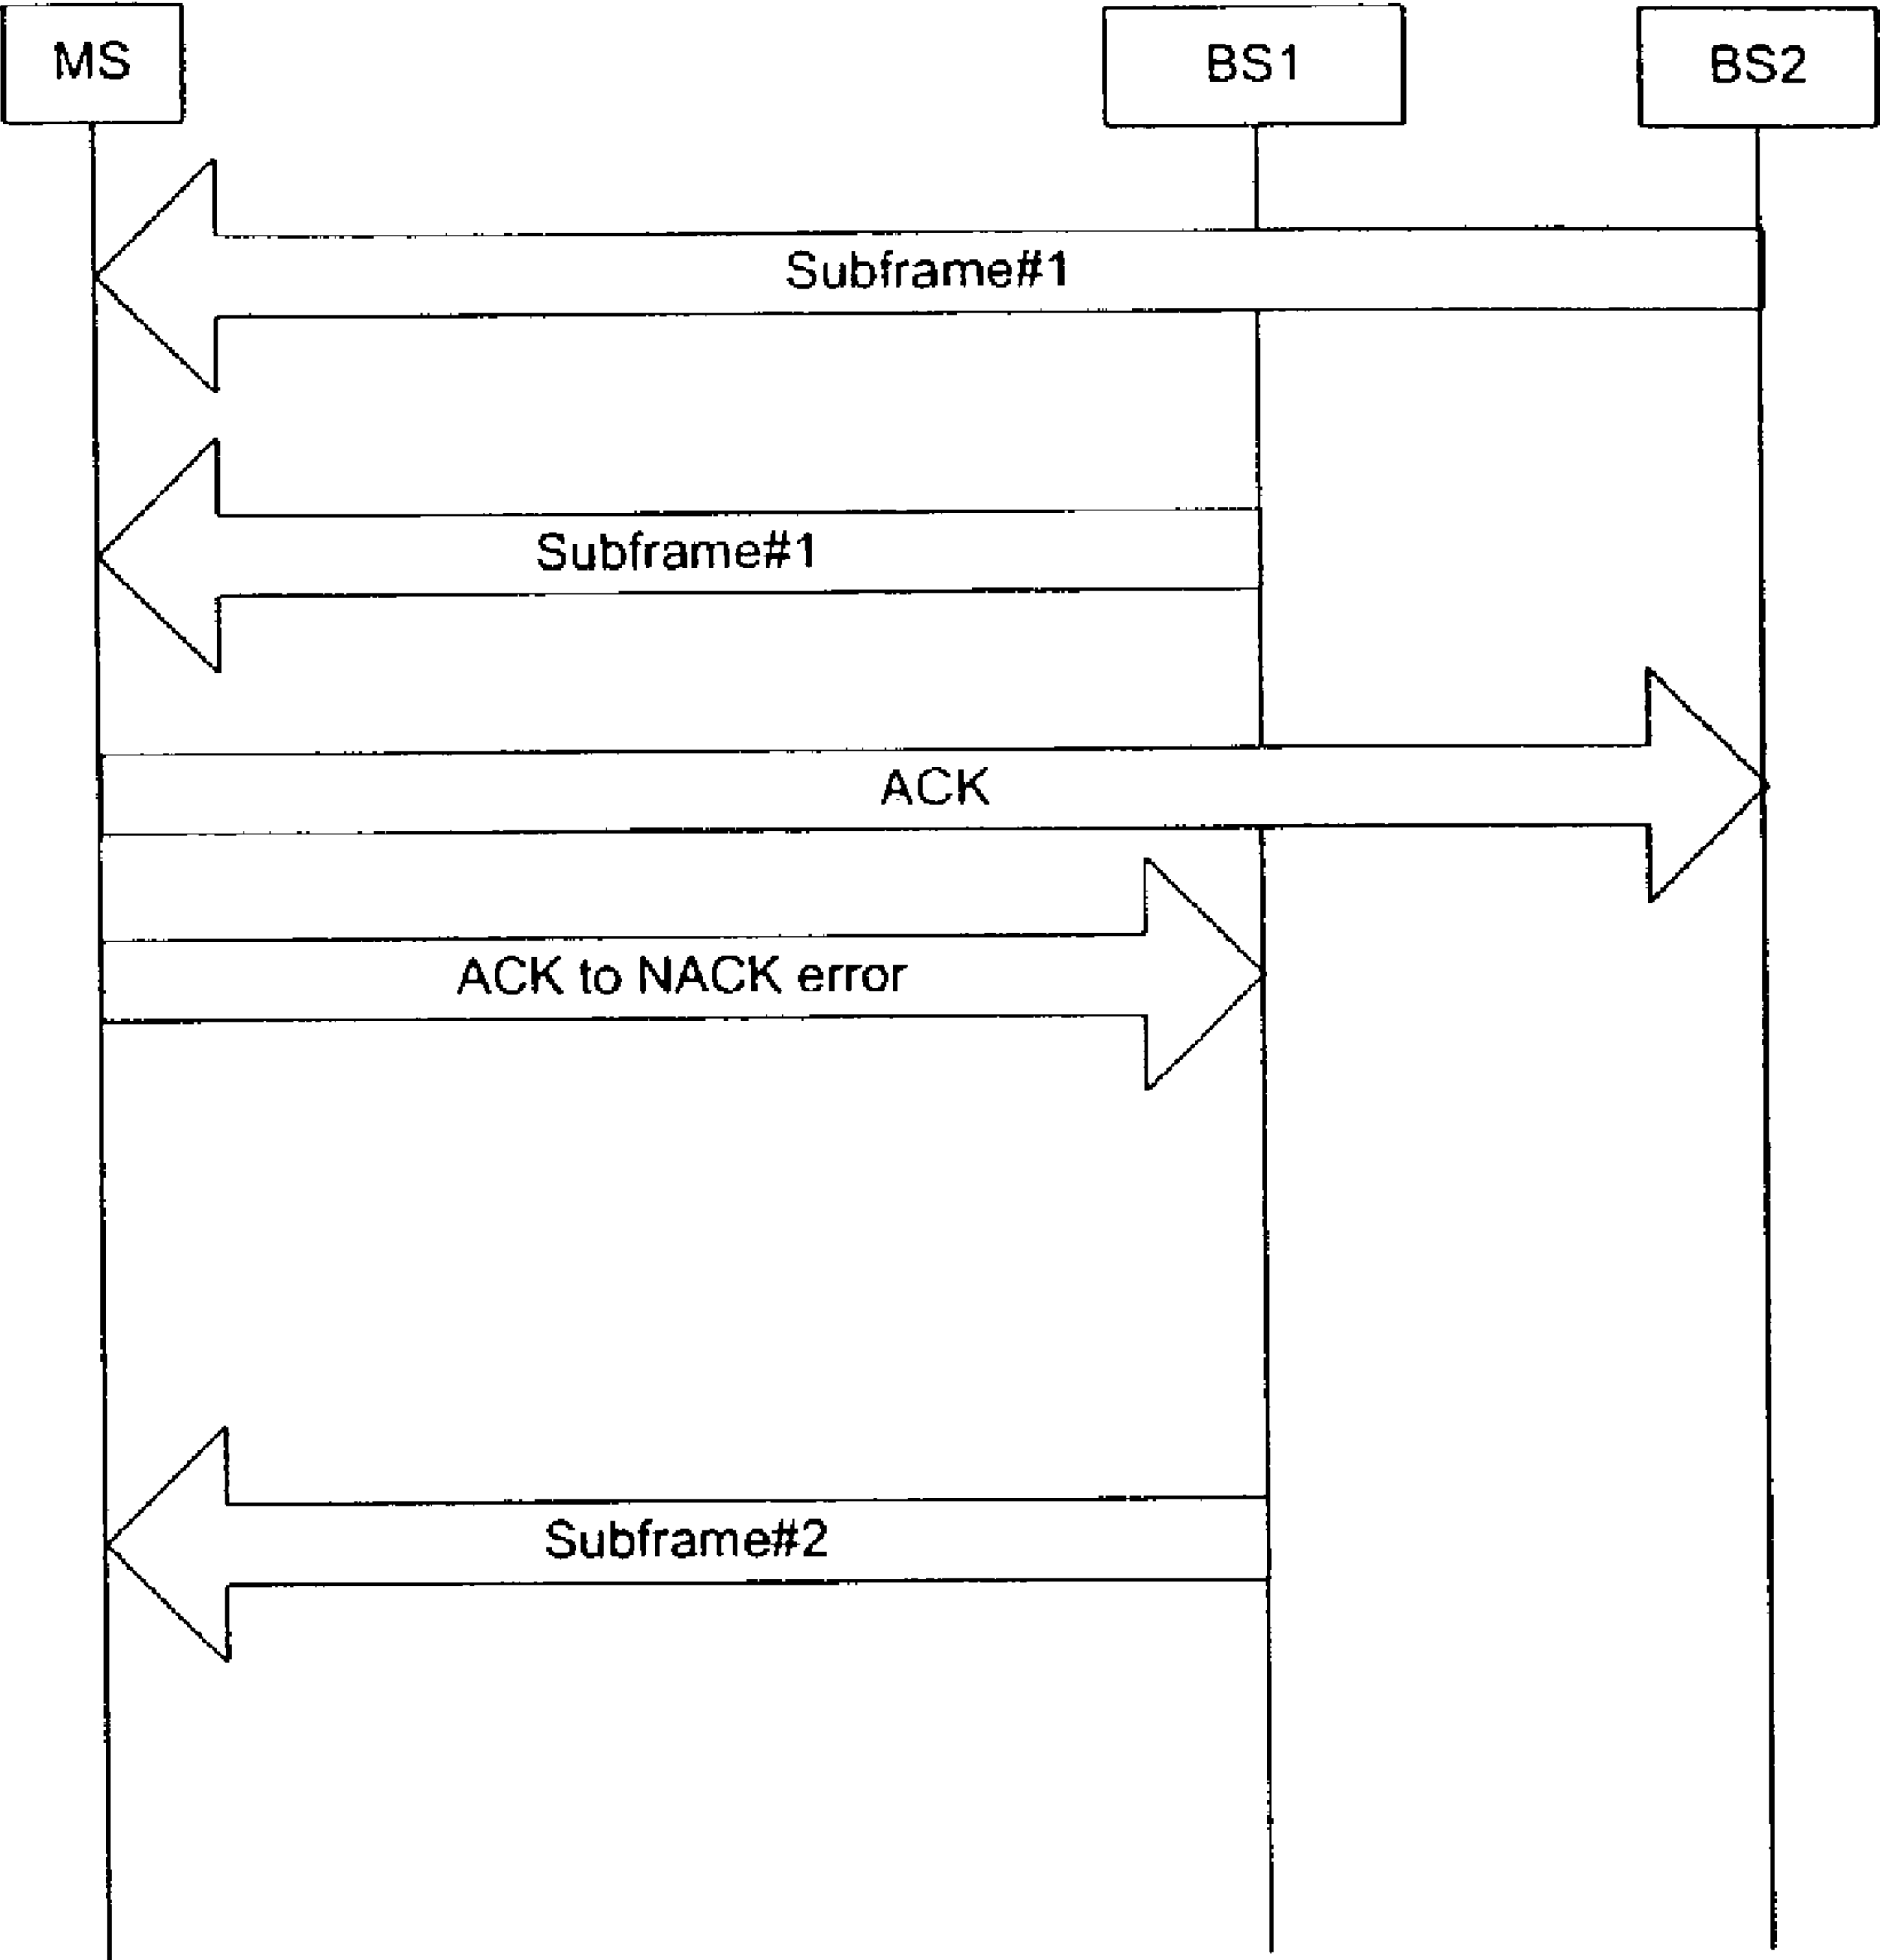 MS
BS1
BS2
Subframe#1
Subframe#1
ACK
ACK to NACK error
Subframe#2